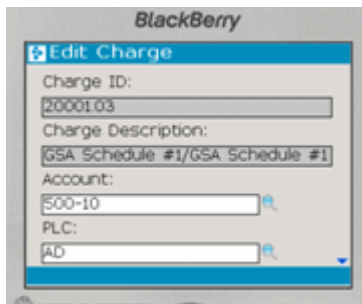 BlackBerry
Edit Charge
Charge ID:
20001.03
Charge Description:
GSA Schedule #1/GSA Schedule #1
Account:
500-10
PLC:
AD